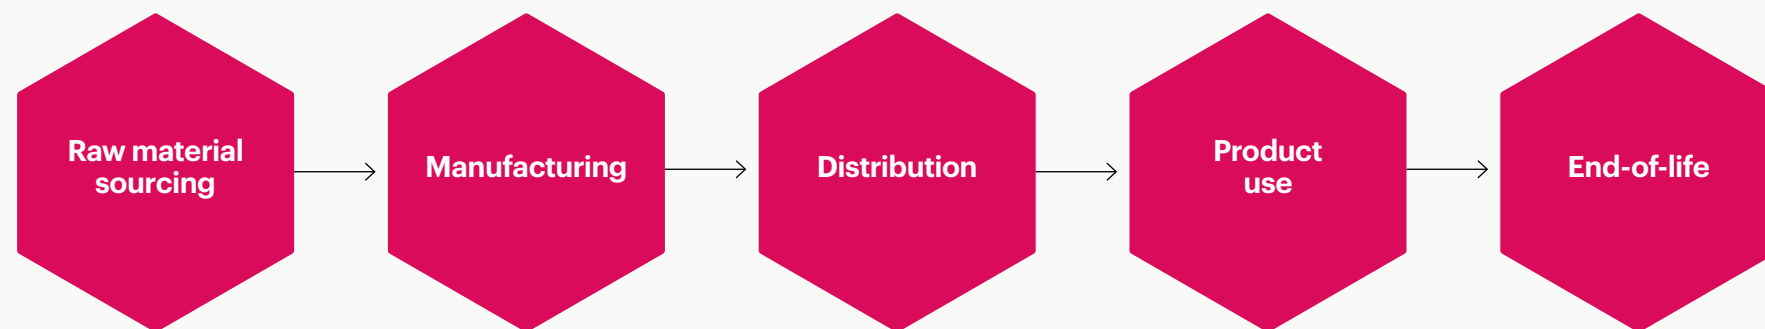 Raw material
sourcing
Manufacturing
Distribution
Product
use
End-of-life